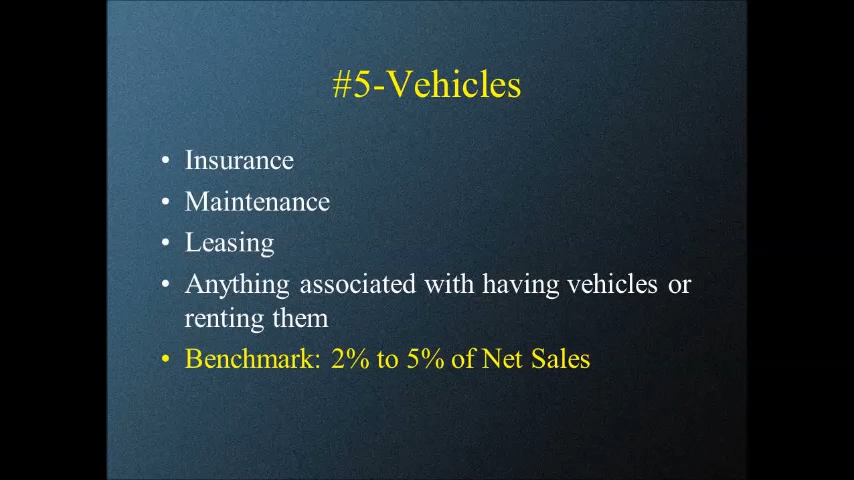 #5-Vehicles
• Insurance
• Maintenance
• Leasing
• Anything associated with having vehicles or
renting them
• Benchmark: 2% to 5% of Net Sales